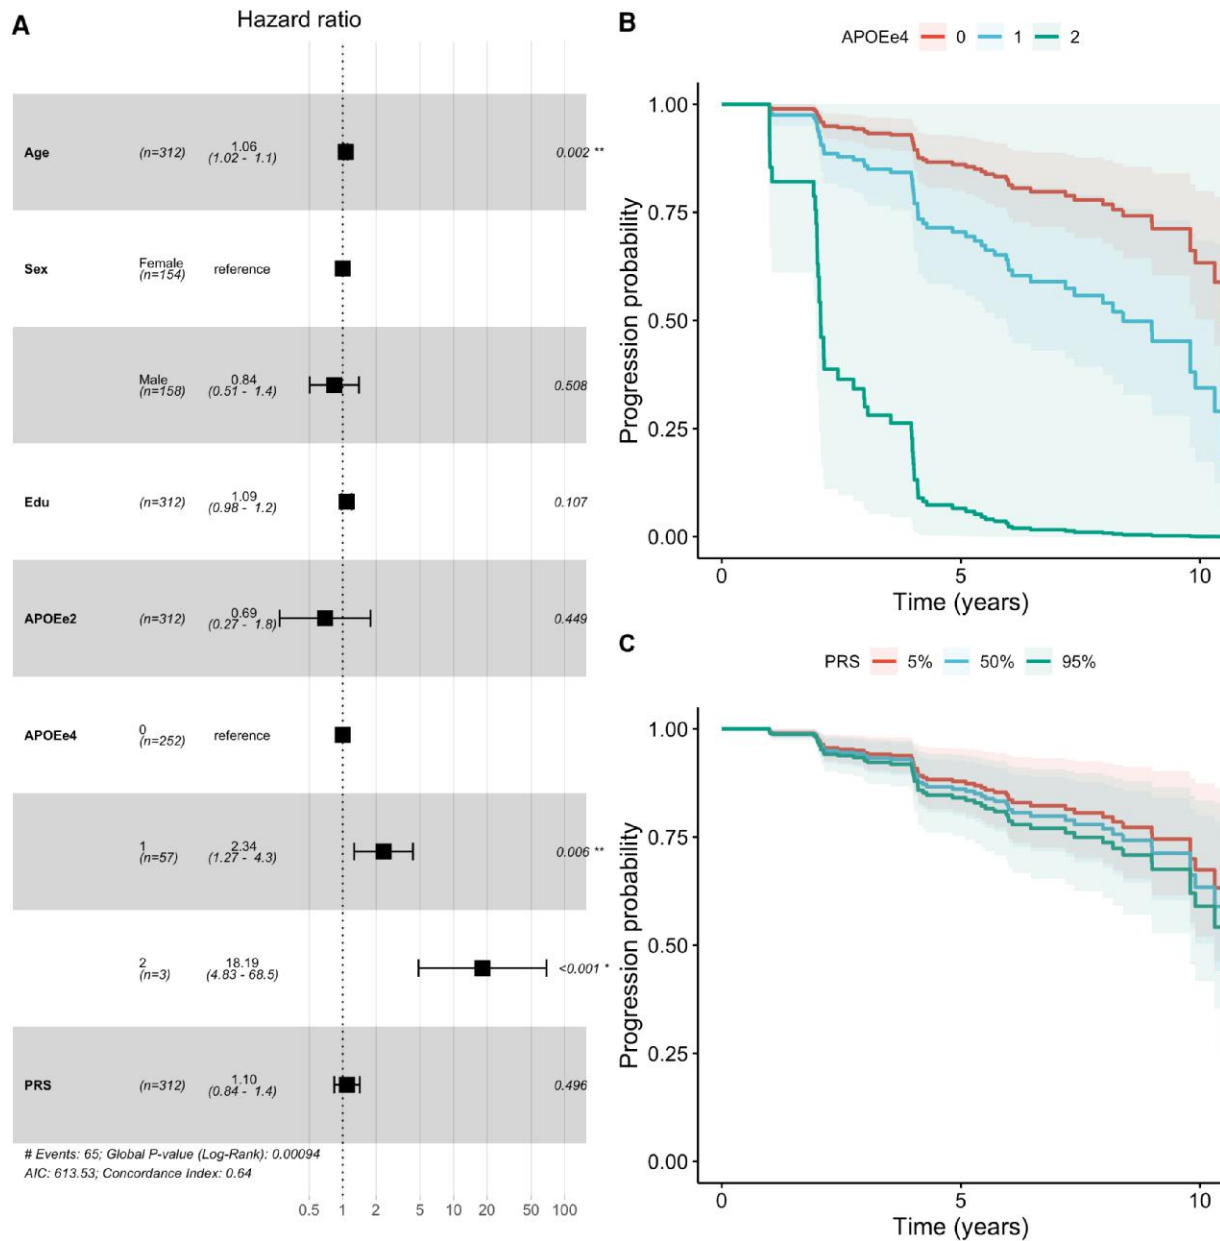 A
Hazard ratio
Age (n=312) 1.06 (1.02 - 1.1) 0.002 **
Sex Female (n=154) reference
Male (n=158) 0.84 (0.51 - 1.4) 0.508
Edu (n=312) 1.09 (0.98 - 1.2) 0.107
APOEe2 (n=312) 0.69 (0.27 - 1.8) 0.449
APOEe4 0 (n=252) reference
1 (n=57) 2.34 (1.27 - 4.3) 0.006 **
2 (n=3) 18.19 (4.83 - 68.5) <0.001 *
PRS (n=312) 1.10 (0.84 - 1.4) 0.496
# Events: 65; Global P-value (Log-Rank): 0.00094
AIC: 613.53; Concordance Index: 0.64
0.5 1 2 5 10 20 50 100
B
APOEe4 0 1 2
Progression probability
1.00
0.75
0.50
0.25
0.00
0 5 10
Time (years)
C
PRS 5% 50% 95%
Progression probability
1.00
0.75
0.50
0.25
0.00
0 5 10
Time (years)